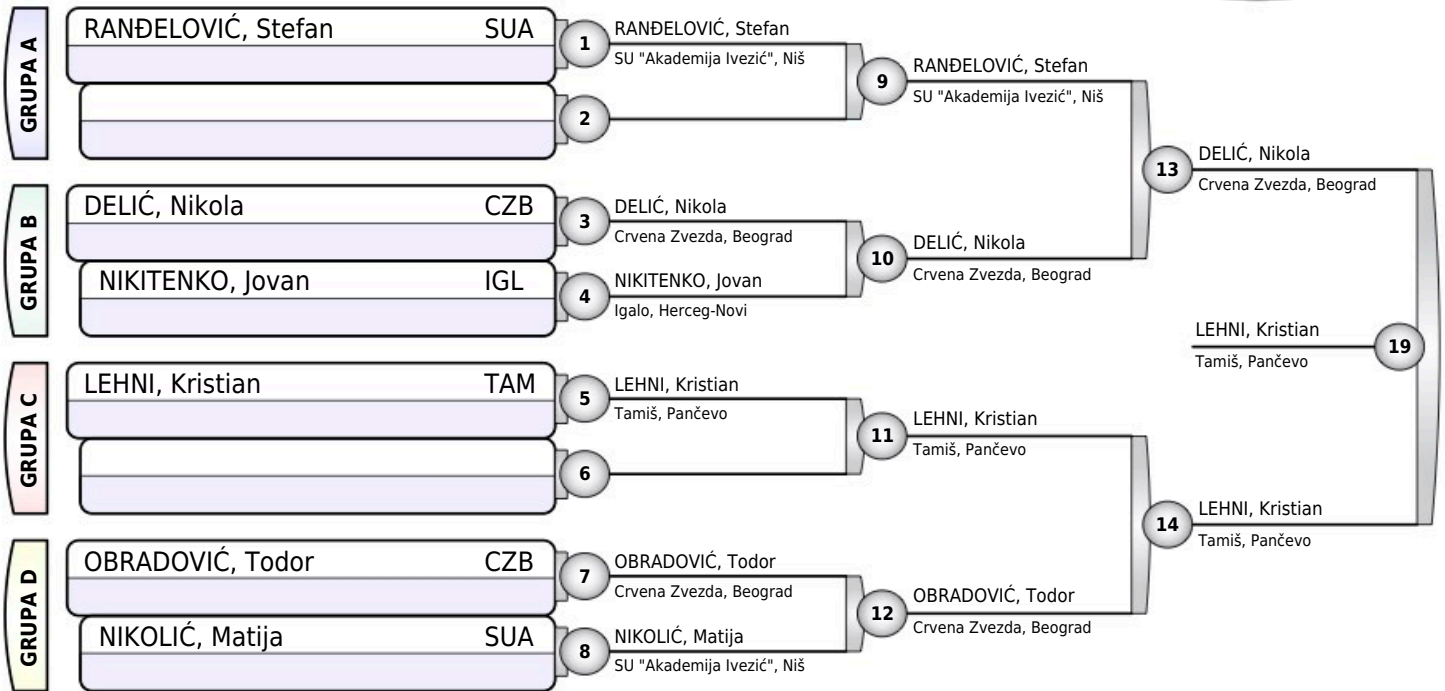 GRUPA A
RANĐELOVIĆ, Stefan SUA
1
RANĐELOVIĆ, Stefan
SU "Akademija Ivezić", Niš
2
9
RANĐELOVIĆ, Stefan
SU "Akademija Ivezić", Niš
GRUPA B
DELIĆ, Nikola CZB
3
DELIĆ, Nikola
Crvena Zvezda, Beograd
NIKITENKO, Jovan IGL
4
NIKITENKO, Jovan
Igalo, Herceg-Novi
10
DELIĆ, Nikola
Crvena Zvezda, Beograd
13
DELIĆ, Nikola
Crvena Zvezda, Beograd
GRUPA C
LEHNI, Kristian TAM
5
LEHNI, Kristian
Tamiš, Pančevo
6
11
LEHNI, Kristian
Tamiš, Pančevo
GRUPA D
OBRADOVIĆ, Todor CZB
7
OBRADOVIĆ, Todor
Crvena Zvezda, Beograd
NIKOLIĆ, Matija SUA
8
NIKOLIĆ, Matija
SU "Akademija Ivezić", Niš
12
OBRADOVIĆ, Todor
Crvena Zvezda, Beograd
14
LEHNI, Kristian
Tamiš, Pančevo
LEHNI, Kristian
Tamiš, Pančevo
19